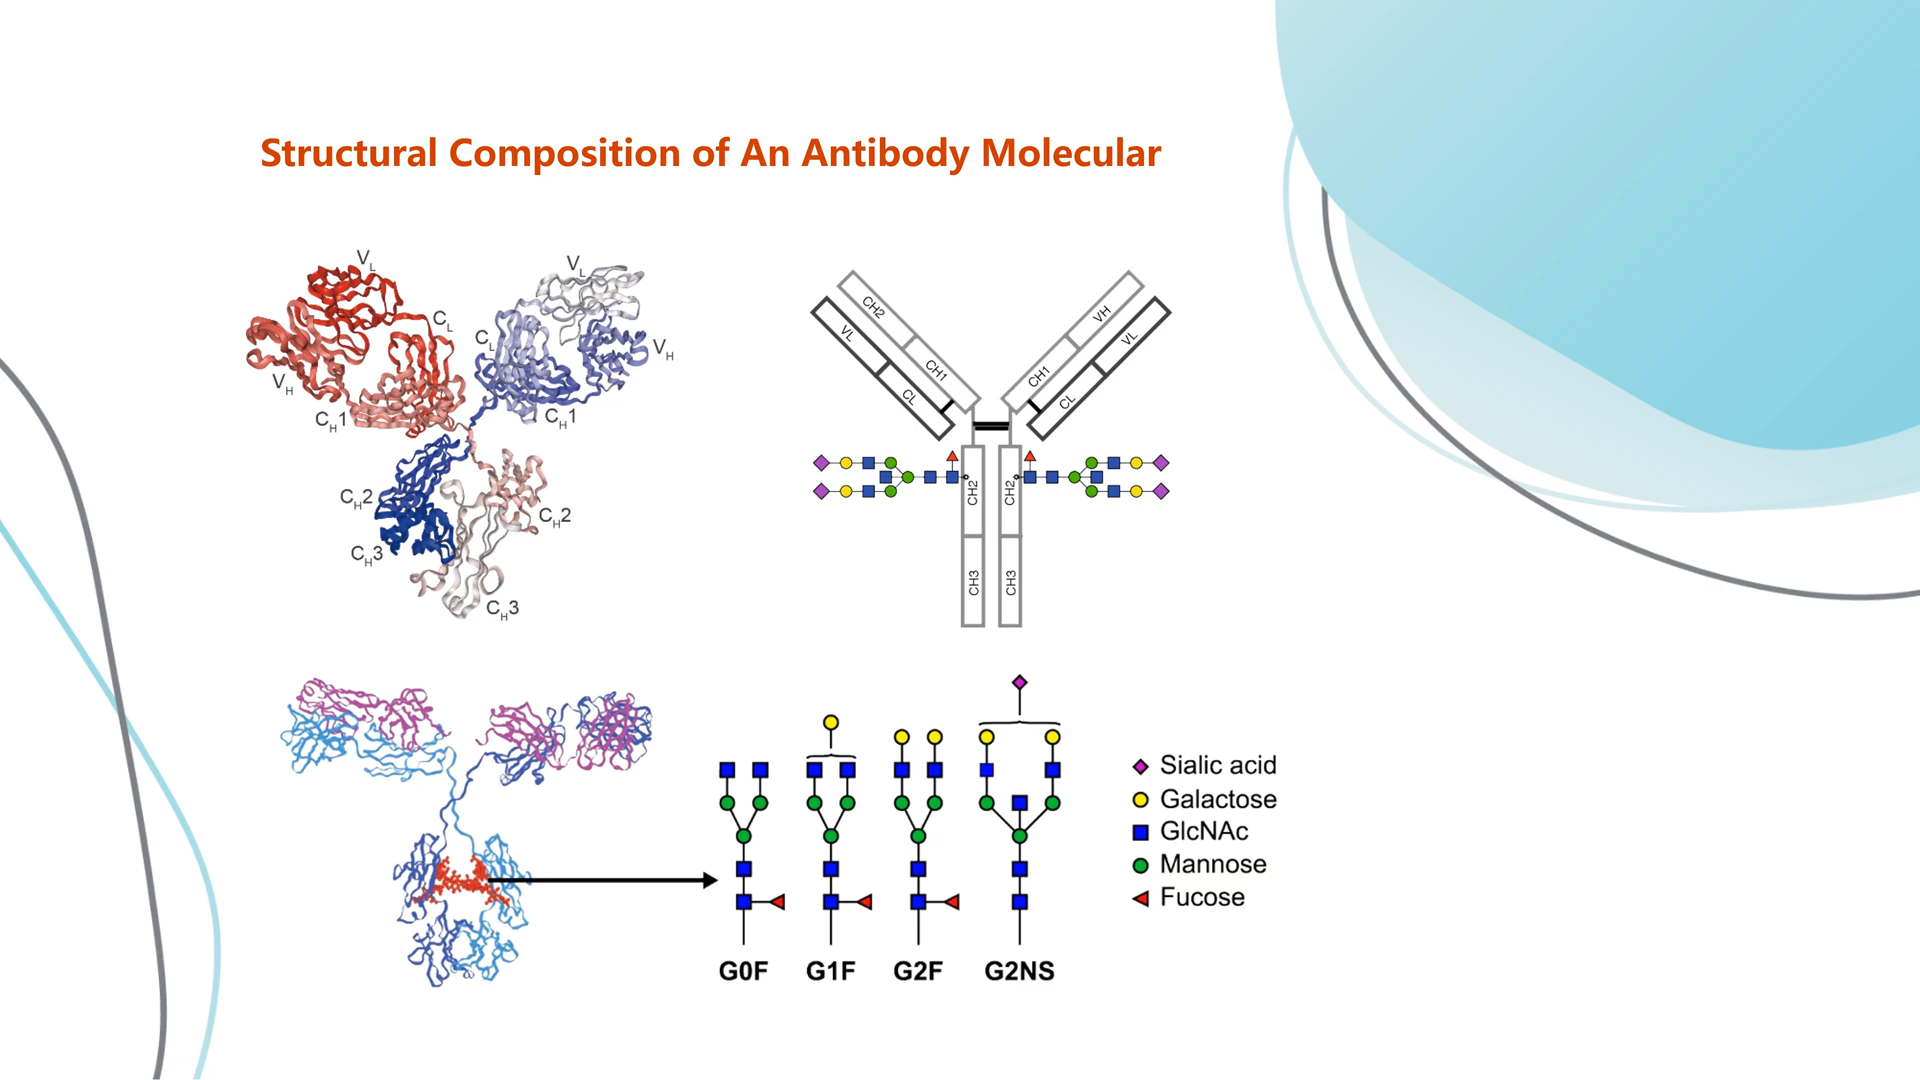 Structural Composition of An Antibody Molecular
VL
VL
CL
CL
VH
VH
CH1
CH1
CH2
CH2
CH3
CH3
CH2
VH
VL
VL
CH1
CH1
CL
CL
CH2
CH2
CH3
CH3
Sialic acid
Galactose
GlcNAc
Mannose
Fucose
G0F G1F G2F G2NS